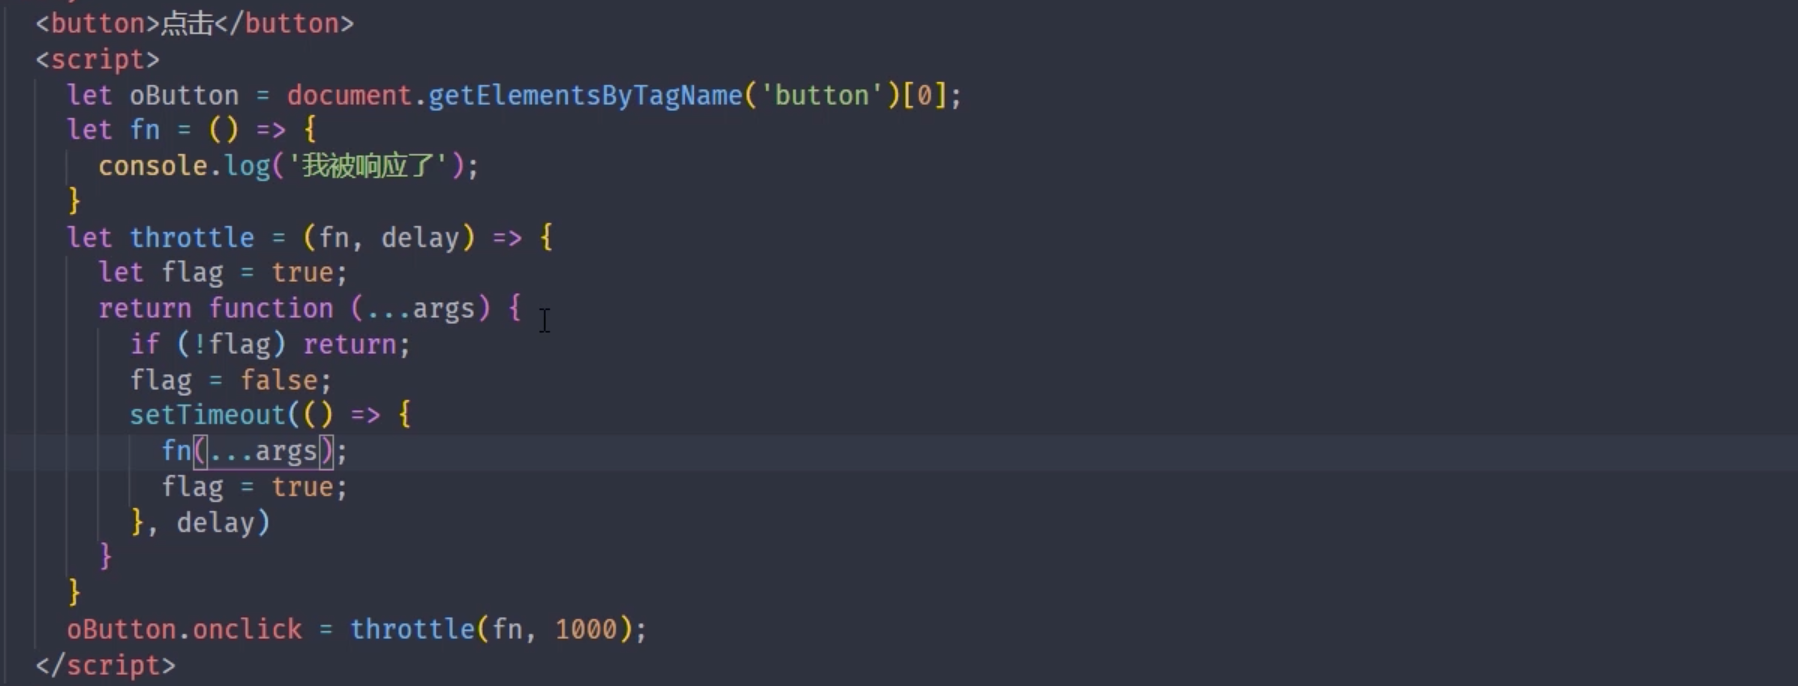 <button>点击</button>
<script>
let oButton = document.getElementsByTagName('button')[0];
let fn = () => {
console.log('我被响应了');
}
let throttle = (fn, delay) => {
let flag = true;
return function (...args) {
if (!flag) return;
flag = false;
setTimeout(() => {
fn(...args);
flag = true;
}, delay)
}
}
oButton.onclick = throttle(fn, 1000);
</script>